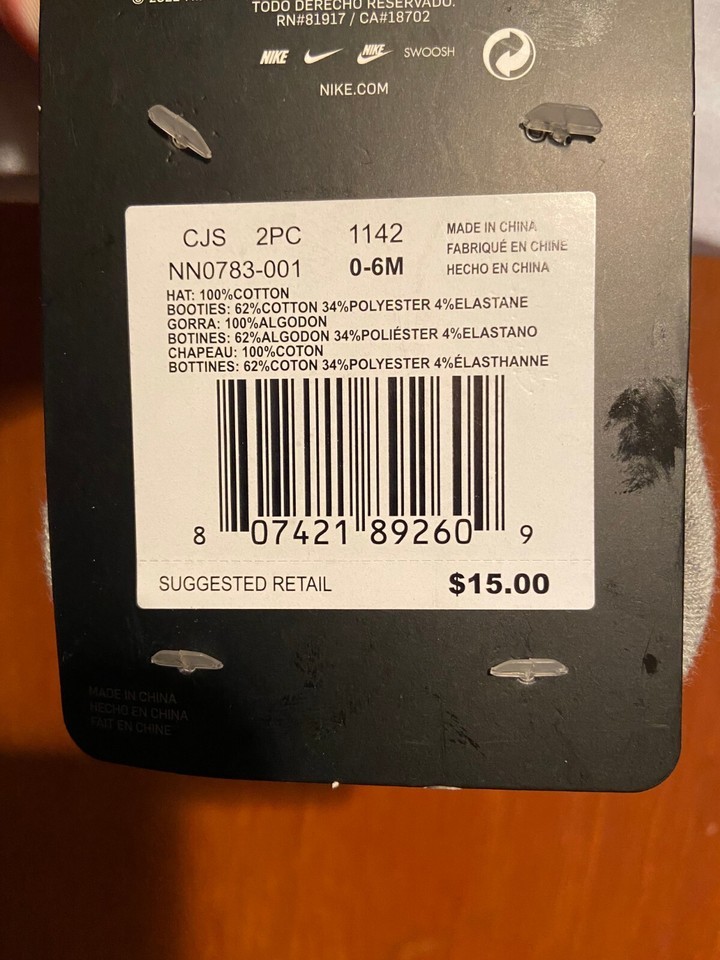 TODO DERECHO RESERVADO.
RN#81917 / CA#18702
NIKE NIKE SWOOSH
NIKE.COM
CJS 2PC 1142
NN0783-001 0-6M
MADE IN CHINA
FABRIQUÉ EN CHINE
HECHO EN CHINA
HAT: 100%COTTON
BOOTIES: 62%COTTON 34%POLYESTER 4%ELASTANE
GORRA: 100%ALGODON
BOTINES: 62%ALGODON 34%POLIÉSTER 4%ELASTANO
CHAPEAU: 100%COTON
BOTTINES: 62%COTON 34%POLYESTER 4%ÉLASTHANNE
8 07421 89260 9
SUGGESTED RETAIL $15.00
MADE IN CHINA
HECHO EN CHINA
FAIT EN CHINE